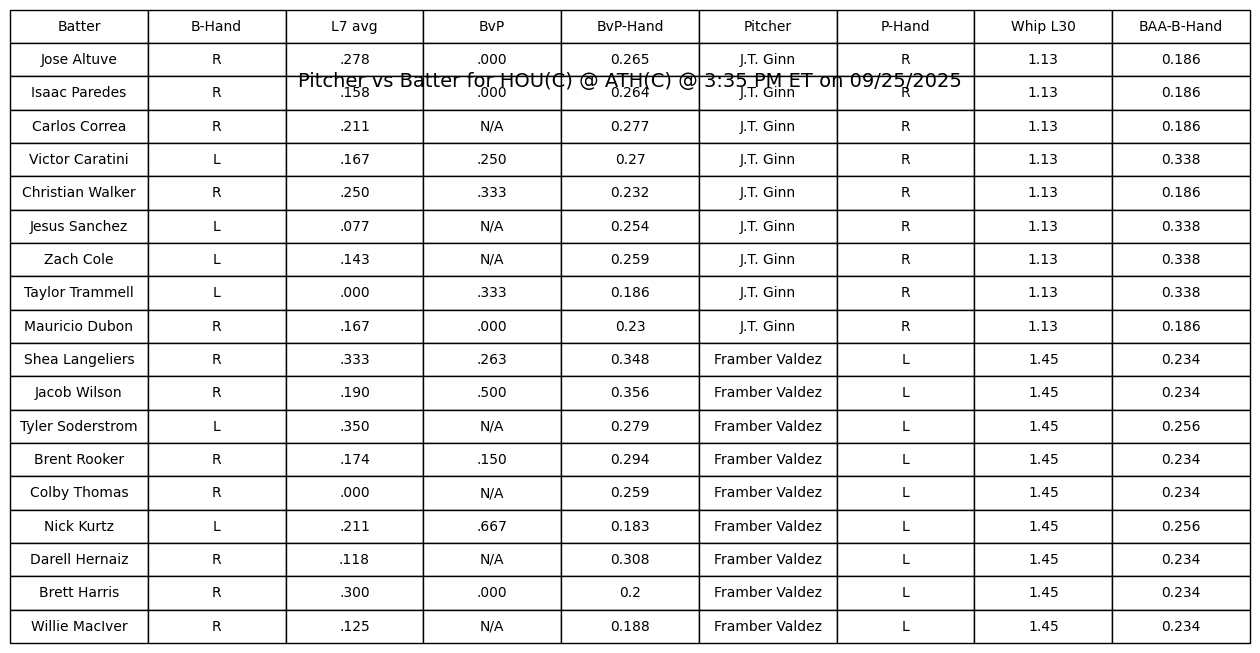 Batter B-Hand L7 avg BvP BvP-Hand Pitcher P-Hand Whip L30 BAA-B-Hand
Jose Altuve R .278 .000 0.265 J.T. Ginn R 1.13 0.186
Pitcher vs Batter for HOU(C) @ ATH(C) @ 3:35 PM ET on 09/25/2025
Isaac Paredes R .158 .000 0.264 J.T. Ginn R 1.13 0.186
Carlos Correa R .211 N/A 0.277 J.T. Ginn R 1.13 0.186
Victor Caratini L .167 .250 0.27 J.T. Ginn R 1.13 0.338
Christian Walker R .250 .333 0.232 J.T. Ginn R 1.13 0.186
Jesus Sanchez L .077 N/A 0.254 J.T. Ginn R 1.13 0.338
Zach Cole L .143 N/A 0.259 J.T. Ginn R 1.13 0.338
Taylor Trammell L .000 .333 0.186 J.T. Ginn R 1.13 0.338
Mauricio Dubon R .167 .000 0.23 J.T. Ginn R 1.13 0.186
Shea Langeliers R .333 .263 0.348 Framber Valdez L 1.45 0.234
Jacob Wilson R .190 .500 0.356 Framber Valdez L 1.45 0.234
Tyler Soderstrom L .350 N/A 0.279 Framber Valdez L 1.45 0.256
Brent Rooker R .174 .150 0.294 Framber Valdez L 1.45 0.234
Colby Thomas R .000 N/A 0.259 Framber Valdez L 1.45 0.234
Nick Kurtz L .211 .667 0.183 Framber Valdez L 1.45 0.256
Darell Hernaiz R .118 N/A 0.308 Framber Valdez L 1.45 0.234
Brett Harris R .300 .000 0.2 Framber Valdez L 1.45 0.234
Willie MacIver R .125 N/A 0.188 Framber Valdez L 1.45 0.234